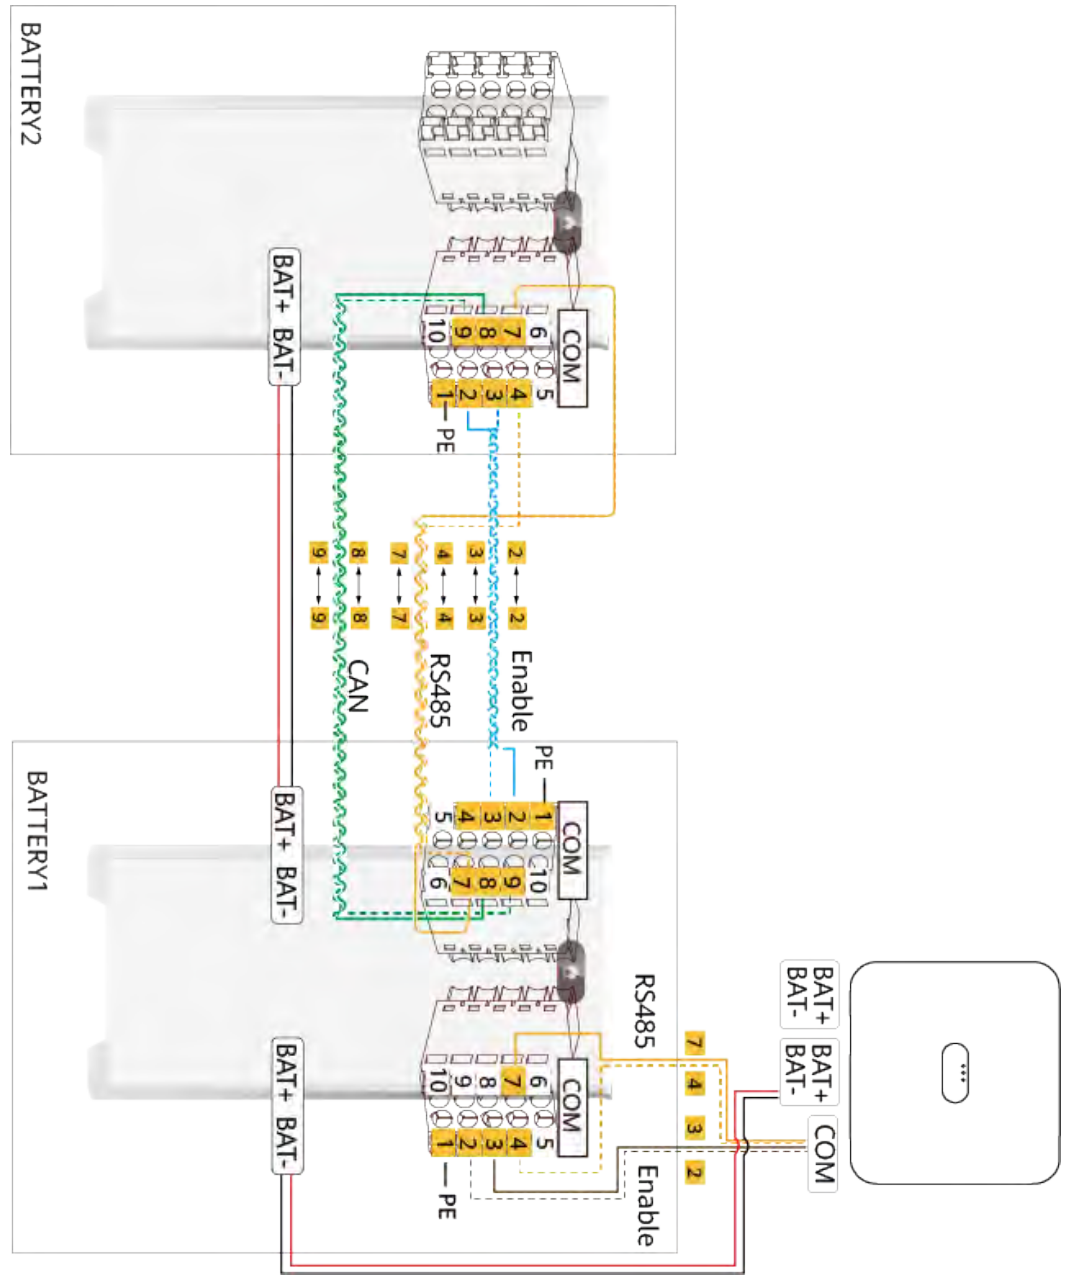 BATTERY2
BAT+ BAT-
10 9 8 7 6
COM
1 2 3 4 5
PE
9 8 7 4 3 2
9 8 7 4 3 2
CAN
RS485
Enable
PE
BATTERY1
BAT+ BAT-
5 4 3 2 1
COM
6 7 8 9 10
RS485
7
4
3
2
Enable
BAT+ BAT-
10 9 8 7 6
COM
1 2 3 4 5
PE
BAT+
BAT-
BAT+
BAT-
COM